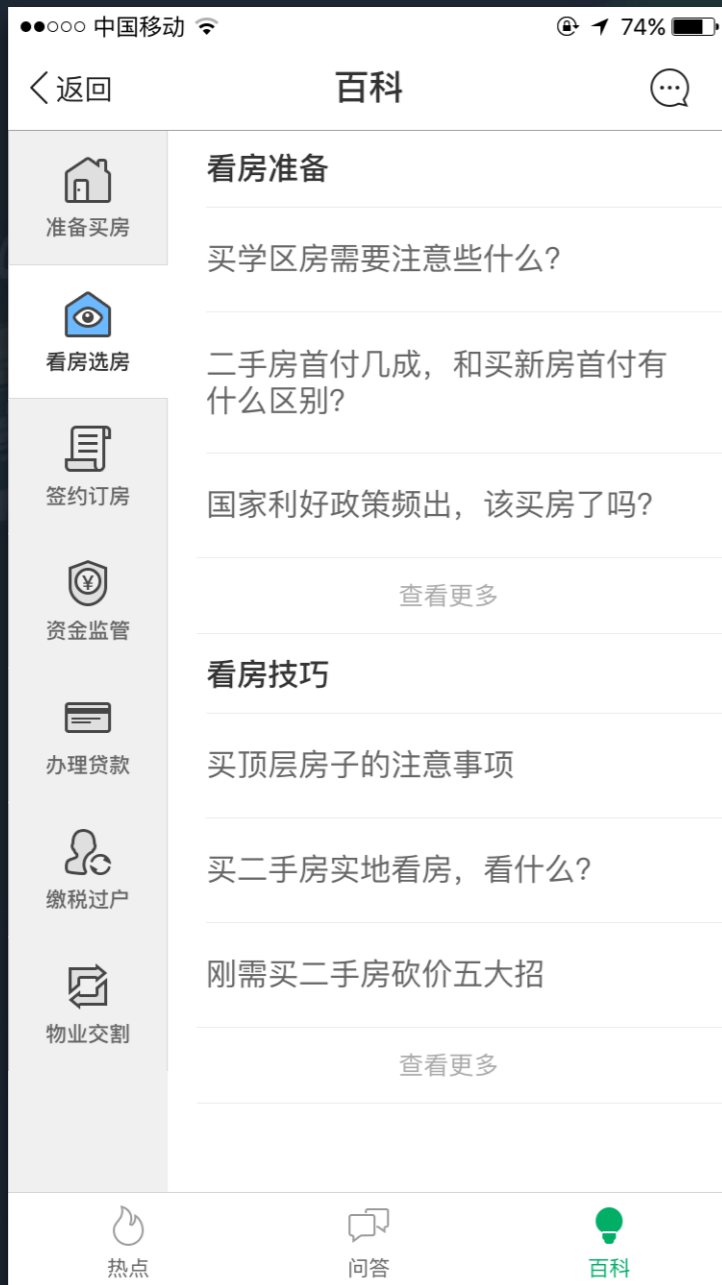 中国移动 74%
返回 百科
准备买房
看房选房
签约订房
资金监管
¥
办理贷款
缴税过户
物业交割
看房准备
买学区房需要注意些什么?
二手房首付几成，和买新房首付有
什么区别?
国家利好政策频出，该买房了吗?
查看更多
看房技巧
买顶层房子的注意事项
买二手房实地看房，看什么?
刚需买二手房砍价五大招
查看更多
热点 问答 百科